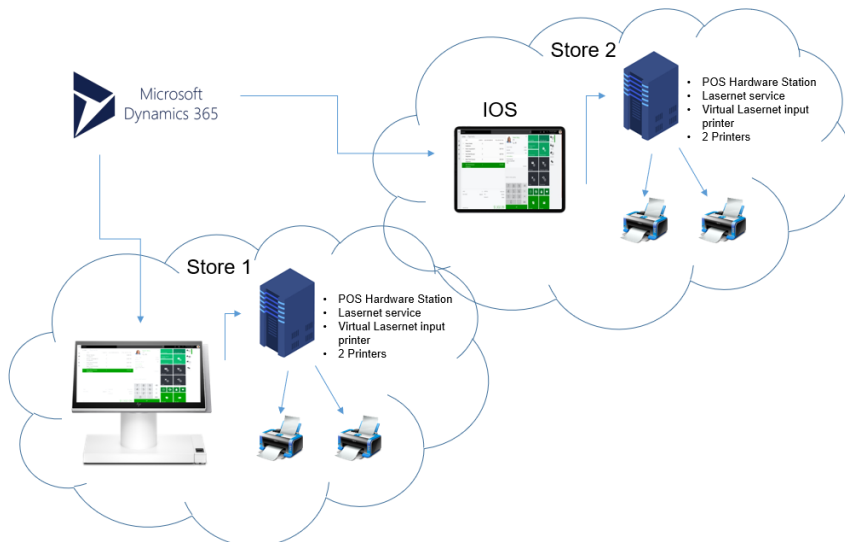 Microsoft
Dynamics 365
Store 2
IOS
• POS Hardware Station
• Lasernet service
• Virtual Lasernet input
printer
• 2 Printers
Store 1
• POS Hardware Station
• Lasernet service
• Virtual Lasernet input
printer
• 2 Printers